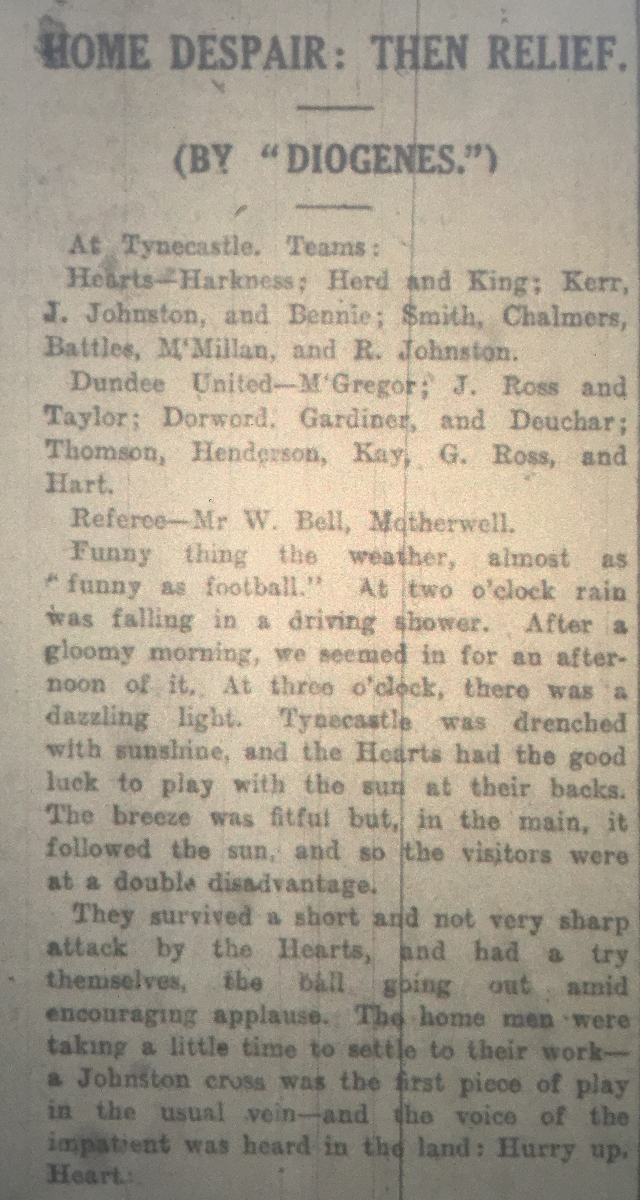 HOME DESPAIR: THEN RELIEF.
(BY "DIOGENES.")
At Tynecastle. Teams:
Hearts—Harkness; Herd and King; Kerr,
J. Johnston, and Bennie; Smith, Chalmers,
Battles, M'Millan, and R. Johnston.
Dundee United—M'Gregor; J. Ross and
Taylor; Dorword, Gardiner, and Deuchar;
Thomson, Henderson, Kay, G. Ross, and
Hart.
Referee—Mr W. Bell, Motherwell.
Funny thing the weather, almost as
"funny as football." At two o'clock rain
was falling in a driving shower. After a
gloomy morning, we seemed in for an after-
noon of it. At three o'clock, there was a
dazzling light. Tynecastle was drenched
with sunshine, and the Hearts had the good
luck to play with the sun at their backs.
The breeze was fitful but, in the main, it
followed the sun, and so the visitors were
at a double disadvantage.
They survived a short and not very sharp
attack by the Hearts, and had a try
themselves, the ball going out amid
encouraging applause. The home men were
taking a little time to settle to their work—
a Johnston cross was the first piece of play
in the usual vein—and the voice of the
impatient was heard in the land: Hurry up,
Heart.